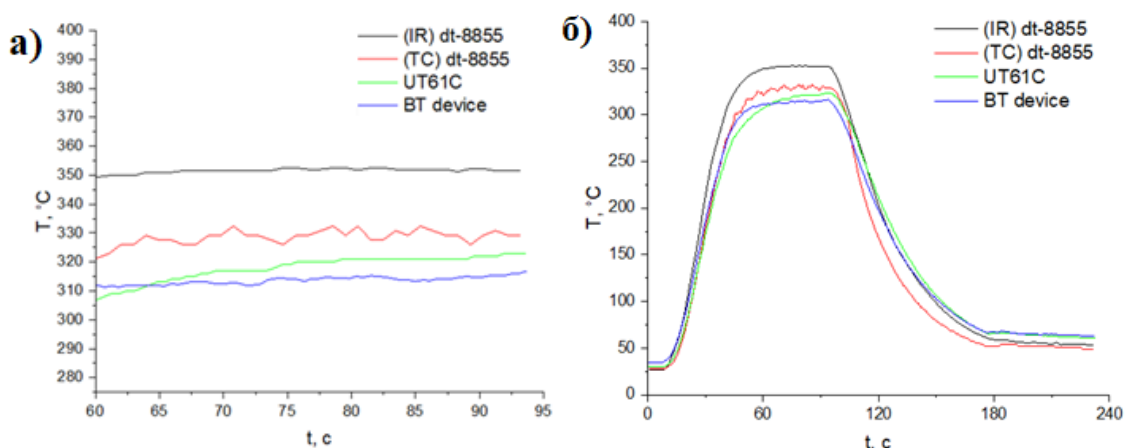 а)
(IR) dt-8855
(TC) dt-8855
UT61C
BT device
T, °C
400
390
380
370
360
350
340
330
320
310
300
290
280
275
60
65
70
75
80
85
90
95
t, c
б)
(IR) dt-8855
(TC) dt-8855
UT61C
BT device
T, °C
400
350
300
250
200
150
100
50
0
0
60
120
180
240
t, c